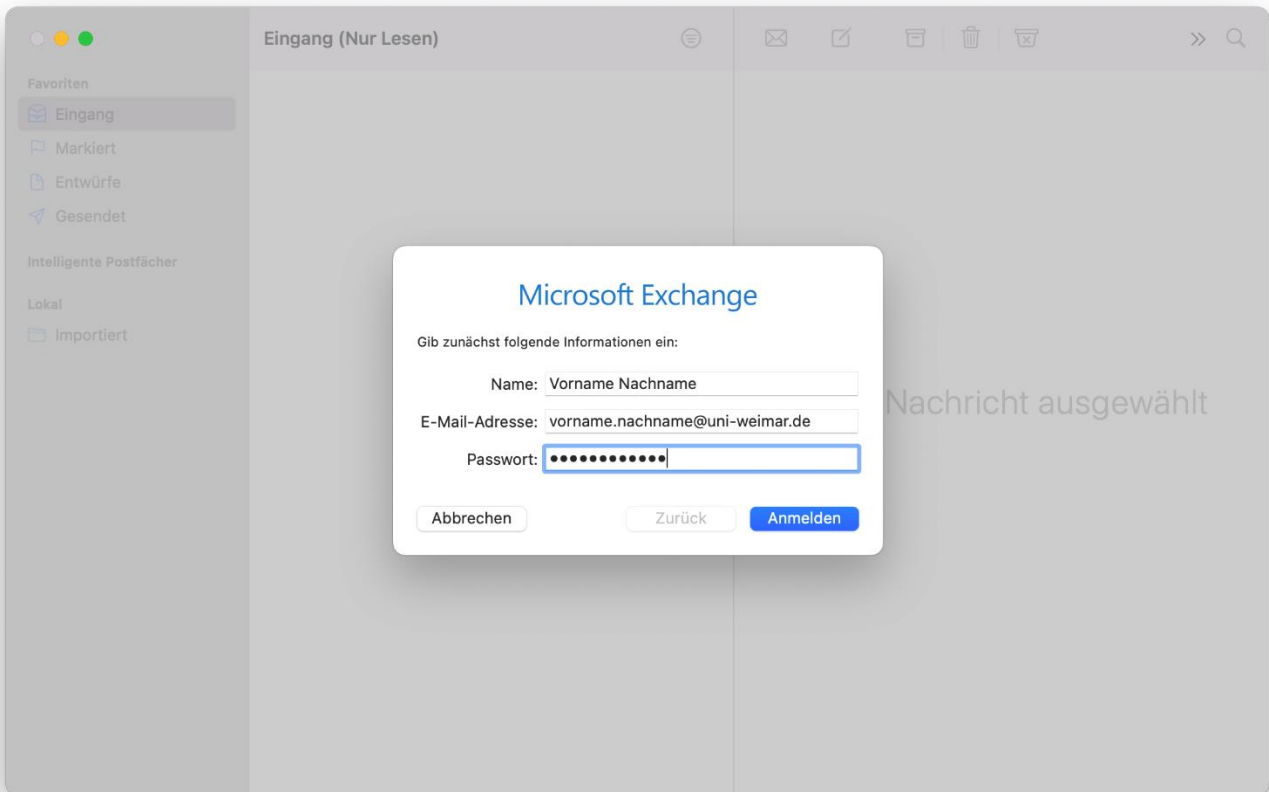 Eingang (Nur Lesen)
Favoriten
Eingang
Markiert
Entwürfe
Gesendet
Intelligente Postfächer
Lokal
Importiert
Nachricht ausgewählt
Microsoft Exchange
Gib zunächst folgende Informationen ein:
Name: Vorname Nachname
E-Mail-Adresse: vorname.nachname@uni-weimar.de
Passwort: ••••••••••••
Abbrechen Zurück Anmelden